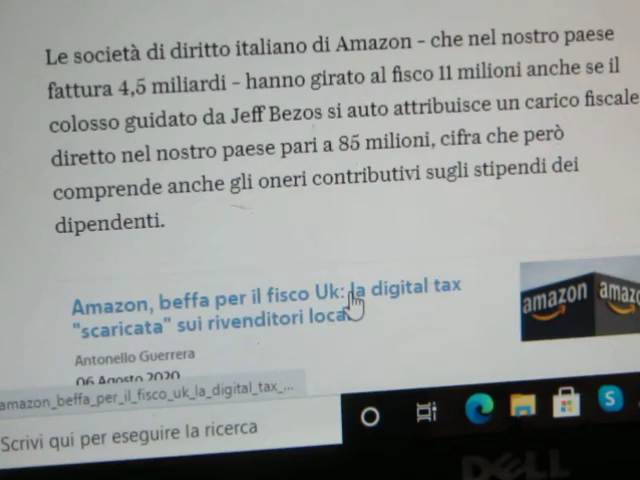 Le società di diritto italiano di Amazon - che nel nostro paese
fattura 4,5 miliardi - hanno girato al fisco 11 milioni anche se il
colosso guidato da Jeff Bezos si auto attribuisce un carico fiscale
diretto nel nostro paese pari a 85 milioni, cifra che però
comprende anche gli oneri contributivi sugli stipendi dei
dipendenti.
Amazon, beffa per il fisco Uk: la digital tax
"scaricata" sui rivenditori loca
amazon amazo
Antonello Guerrera
06 Agosto 2020
amazon_beffa_per_il_fisco_uk_la_digital_tax_...
Scrivi qui per eseguire la ricerca
DELL